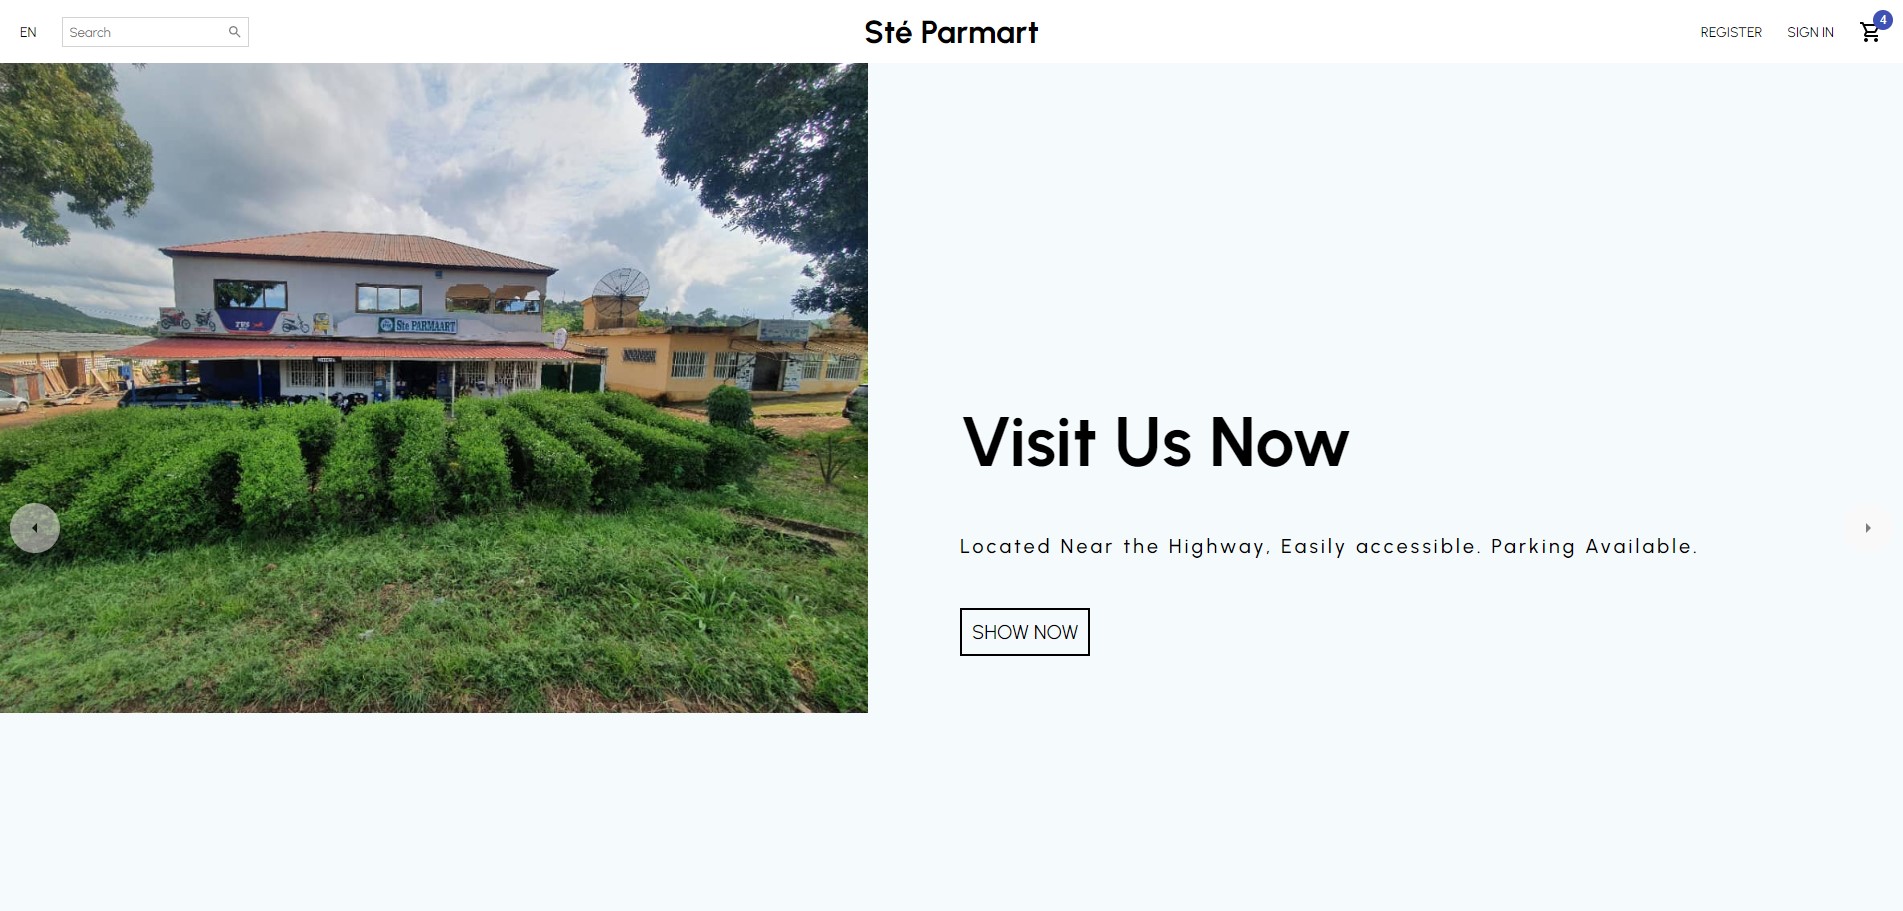 EN
Search
Sté Parmart
REGISTER
SIGN IN
4
TVS
Ste PARMAART
Visit Us Now
Located Near the Highway, Easily accessible. Parking Available.
SHOW NOW